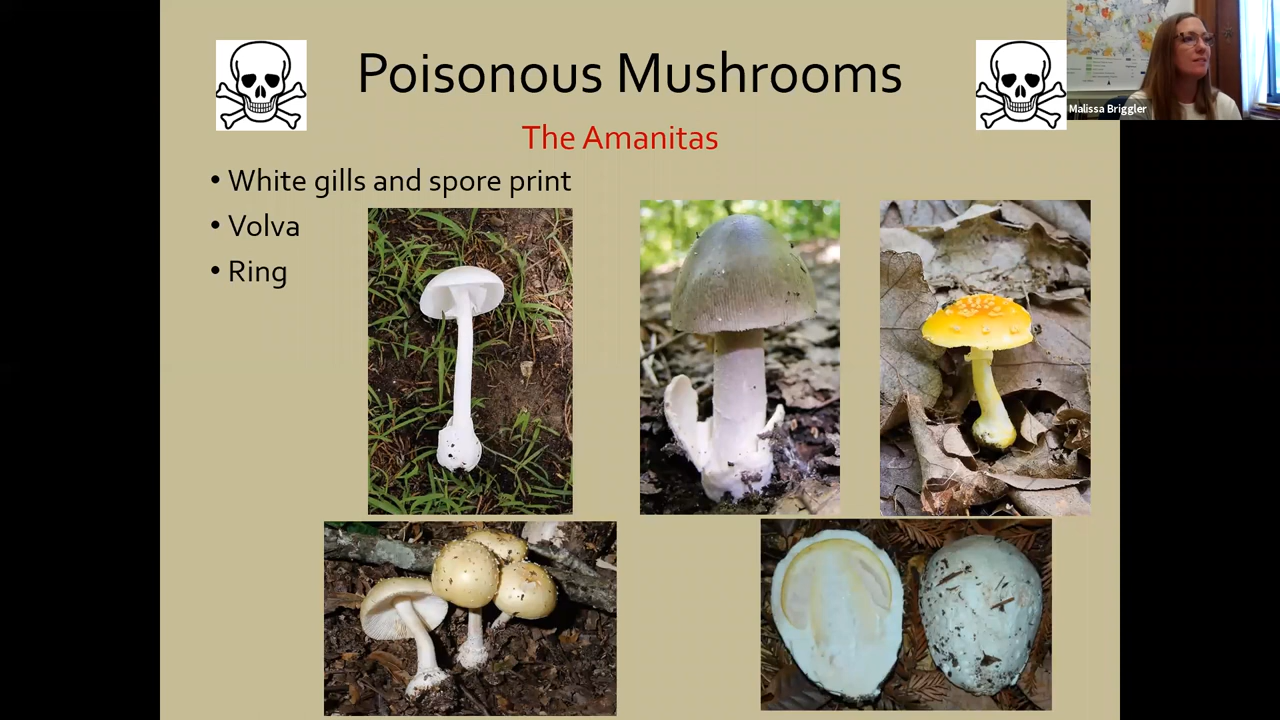 Poisonous Mushrooms
Malissa Briggler
The Amanitas
• White gills and spore print
• Volva
• Ring